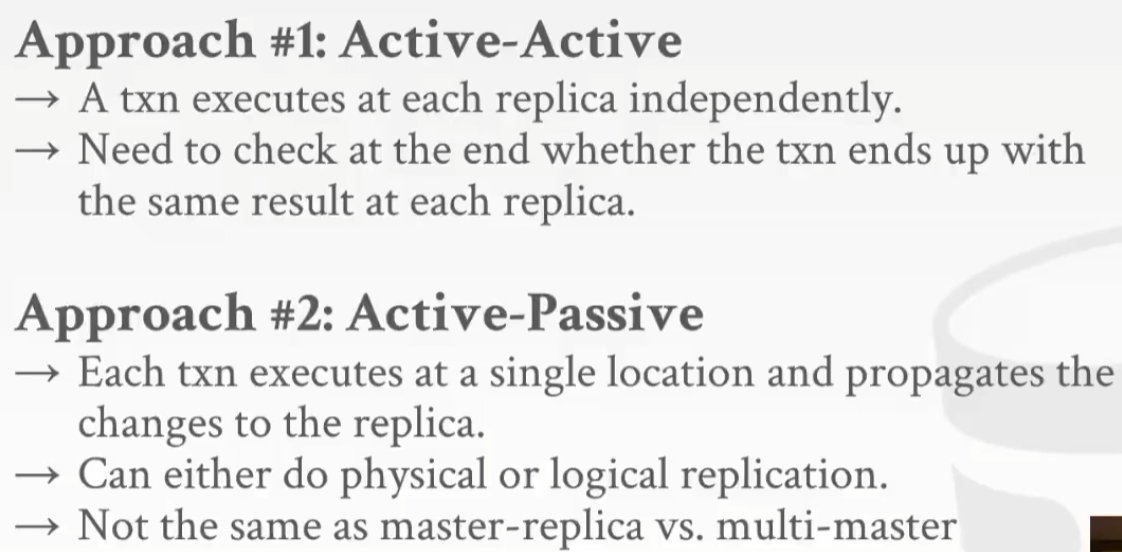 Approach #1: Active-Active
→ A txn executes at each replica independently.
→ Need to check at the end whether the txn ends up with
the same result at each replica.
Approach #2: Active-Passive
→ Each txn executes at a single location and propagates the
changes to the replica.
→ Can either do physical or logical replication.
→ Not the same as master-replica vs. multi-master